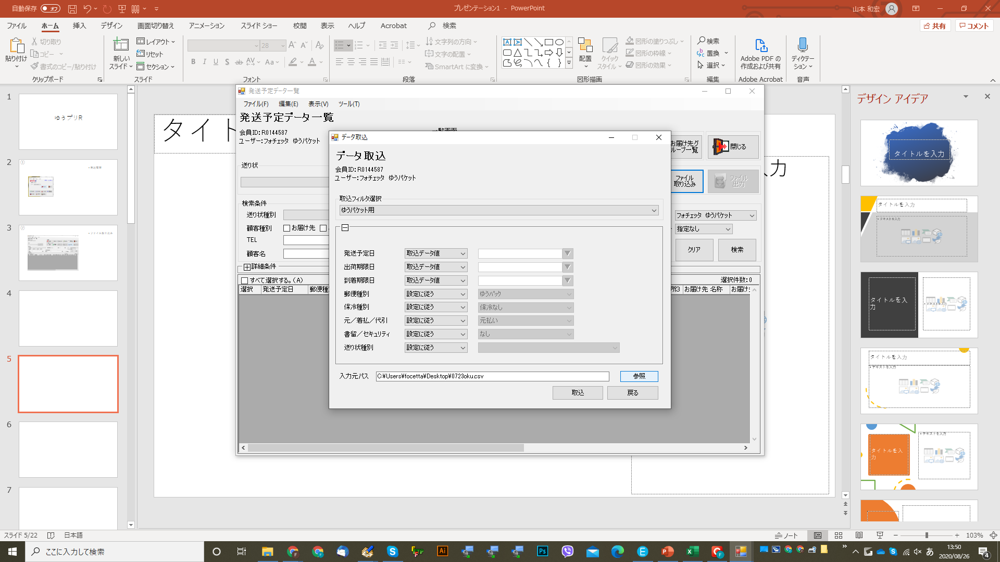 自動保存 オフ
プレゼンテーション1 - PowerPoint
山本 和宏
ファイル ホーム 挿入 デザイン 画面切り替え アニメーション スライド ショー 校閲 表示 ヘルプ Acrobat 検索
共有 コメント
貼り付け
切り取り
コピー
書式のコピー/貼り付け
クリップボード
新しい
スライド
レイアウト
リセット
セクション
スライド
28
フォント
文字列の方向
文字の配置
SmartArt に変換
段落
配置
クイック
スタイル
図形の塗りつぶし
図形の枠線
図形の効果
図形描画
検索
置換
選択
編集
Adobe PDF の
作成および共有
Adobe Acrobat
ディクテー
ション
音声
1
ゆうプリR
2
3
ファイル取り込み
4
5
6
7
タイト
入力
発送予定データ一覧
ファイル(F) 編集(E) 表示(V) ツール(T)
発送予定データ一覧
会員ID:R0144587
ユーザー:フォチェッタ ゆうパケット
一覧画面
お届け先グ
ループ一覧
閉じる
送り状
ファイル
取り込み
ファイル
出力
検索条件
送り状種別
顧客種別 お届け先
TEL
顧客名
フォチェッタ ゆうパケット
指定なし
クリア 検索
詳細条件
すべて選択する。(A)
選択件数:0
選択 発送予定日 郵便種
所3 お届け先 名称
データ取込
データ取込
会員ID:R0144587
ユーザー:フォチェッタ ゆうパケット
取込フィルタ選択
ゆうパケット用
発送予定日 取込データ値
出荷期限日 取込データ値
到着期限日 取込データ値
郵便種別 設定に従う ゆうパック
保冷種別 設定に従う 保冷なし
元/着払/代引 設定に従う 元払い
書留/セキュリティ 設定に従う なし
送り状種別 設定に従う
入力元パス C:¥Users¥focetta¥Desktop¥0723oku.csv 参照
取込 戻る
デザイン アイデア
タイトルを入力
タイトルを入力
テキストを入力
タイトルを入
力
テキストを入力
タイトルを入力
テキストを入力
タイトルを入
力
テキストを入力
スライド 5/22 日本語
ノート
103%
ここに入力して検索
あ
13:50
2020/08/26
4